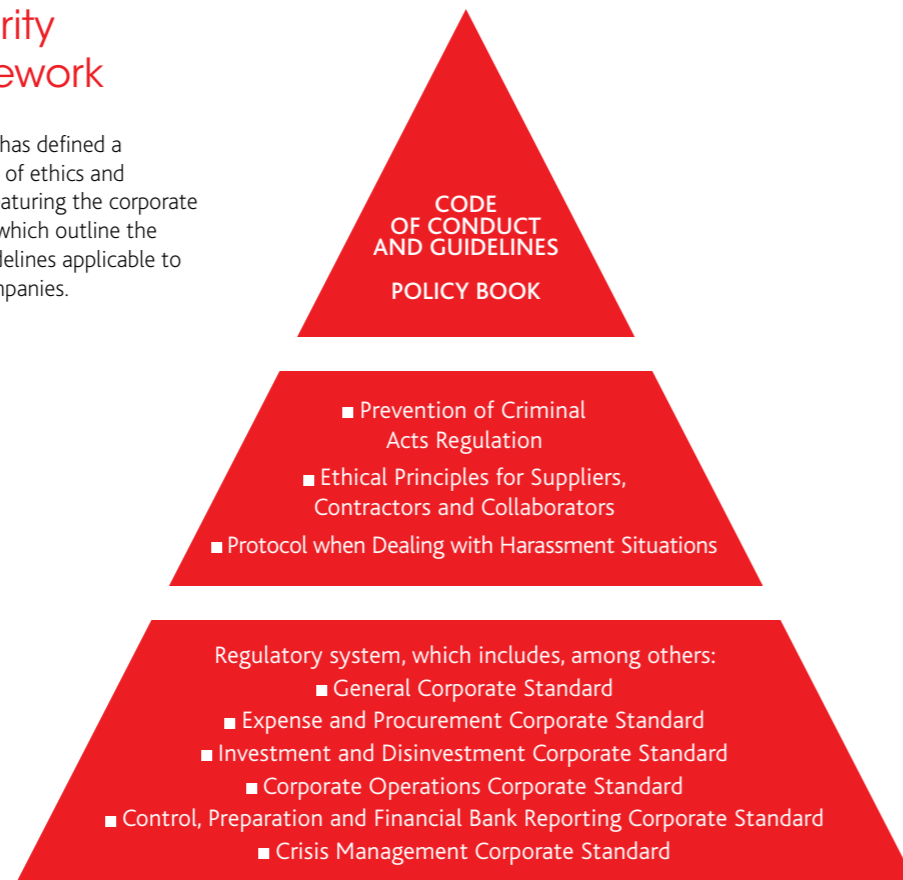 rity
ework
has defined a
of ethics and
eaturing the corporate
which outline the
delines applicable to
mpanies.
CODE
OF CONDUCT
AND GUIDELINES
POLICY BOOK
■ Prevention of Criminal
Acts Regulation
■ Ethical Principles for Suppliers,
Contractors and Collaborators
■ Protocol when Dealing with Harassment Situations
Regulatory system, which includes, among others:
■ General Corporate Standard
■ Expense and Procurement Corporate Standard
■ Investment and Disinvestment Corporate Standard
■ Corporate Operations Corporate Standard
■ Control, Preparation and Financial Bank Reporting Corporate Standard
■ Crisis Management Corporate Standard